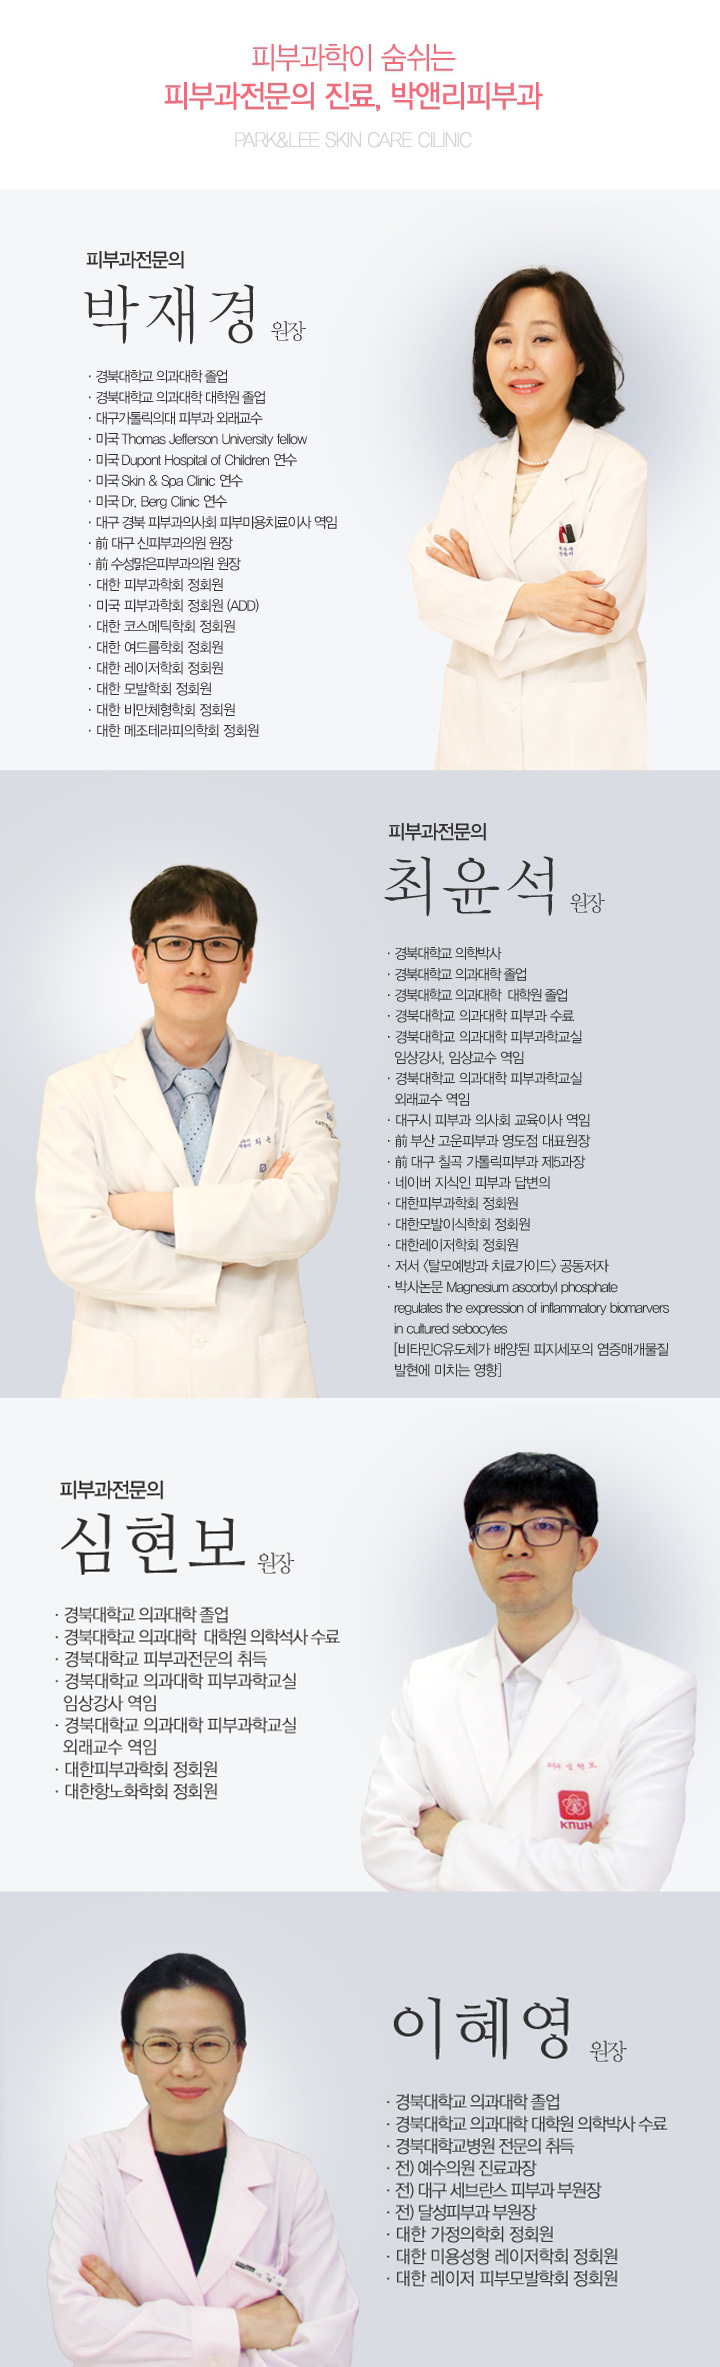 피부과학이 숨쉬는
피부과전문의 진료, 박앤리피부과
PARK&LEE SKIN CARE CILINIC
피부과전문의
박재경 원장
· 경북대학교 의과대학 졸업
· 경북대학교 의과대학 대학원 졸업
· 대구가톨릭의대 피부과 외래교수
· 미국 Thomas Jefferson University fellow
· 미국 Dupont Hospital of Children 연수
· 미국 Skin & Spa Clinic 연수
· 미국 Dr. Berg Clinic 연수
· 대구 경북 피부과의사회 피부미용치료이사 역임
· 前 대구 신피부과의원 원장
· 前 수성맑은피부과의원 원장
· 대한 피부과학회 정회원
· 미국 피부과학회 정회원 (ADD)
· 대한 코스메틱학회 정회원
· 대한 여드름학회 정회원
· 대한 레이저학회 정회원
· 대한 모발학회 정회원
· 대한 비만체형학회 정회원
· 대한 메조테라피의학회 정회원
피부과전문의
최윤석 원장
· 경북대학교 의학박사
· 경북대학교 의과대학 졸업
· 경북대학교 의과대학 대학원 졸업
· 경북대학교 의과대학 피부과 수료
· 경북대학교 의과대학 피부과학교실
임상강사, 임상교수 역임
· 경북대학교 의과대학 피부과학교실
외래교수 역임
· 대구시 피부과 의사회 교육이사 역임
· 前 부산 고운피부과 영도점 대표원장
· 前 대구 칠곡 가톨릭피부과 제5과장
· 네이버 지식인 피부과 답변의
· 대한피부과학회 정회원
· 대한모발이식학회 정회원
· 대한레이저학회 정회원
· 저서 <탈모예방과 치료가이드> 공동저자
· 박사논문 Magnesium ascorbyl phosphate
regulates the expression of inflammatory biomarvers
in cultured sebocytes
[비타민C유도체가 배양된 피지세포의 염증매개물질
발현에 미치는 영향]
피부과전문의
심현보 원장
· 경북대학교 의과대학 졸업
· 경북대학교 의과대학 대학원 의학석사 수료
· 경북대학교 피부과전문의 취득
· 경북대학교 의과대학 피부과학교실
임상강사 역임
· 경북대학교 의과대학 피부과학교실
외래교수 역임
· 대한피부과학회 정회원
· 대한항노화학회 정회원
심현보
KNUH
이혜영 원장
· 경북대학교 의과대학 졸업
· 경북대학교 의과대학 대학원 의학박사 수료
· 경북대학교병원 전문의 취득
· 전) 예수의원 진료과장
· 전) 대구 세브란스 피부과 부원장
· 전) 달성피부과 부원장
· 대한 가정의학회 정회원
· 대한 미용성형 레이저학회 정회원
· 대한 레이저 피부모발학회 정회원